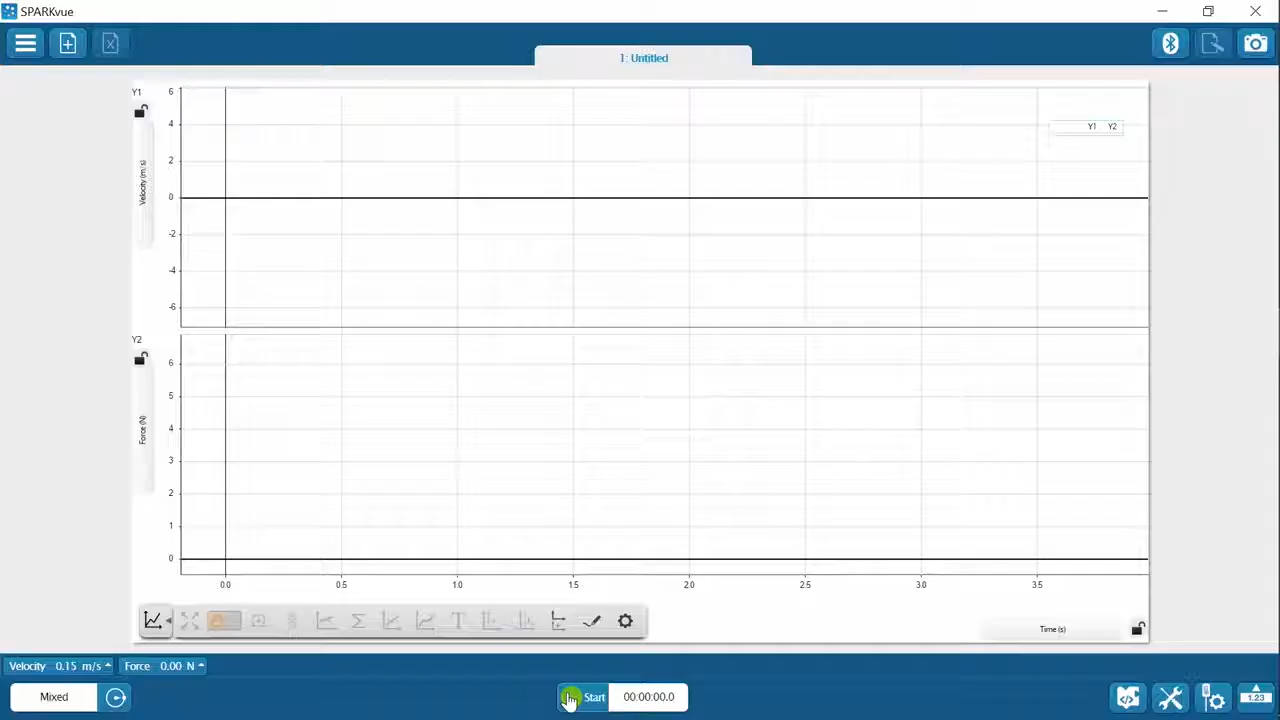 SPARKvue
1: Untitled
Y1
6
4
2
0
-2
-4
-6
Velocity (m/s)
Y1 Y2
Y2
6
5
4
3
2
1
0
Force (N)
0.0 0.5 1.0 1.5 2.0 2.5 3.0 3.5
Time (s)
Velocity 0.15 m/s Force 0.00 N
Mixed
Start 00:00:00.0
1.23